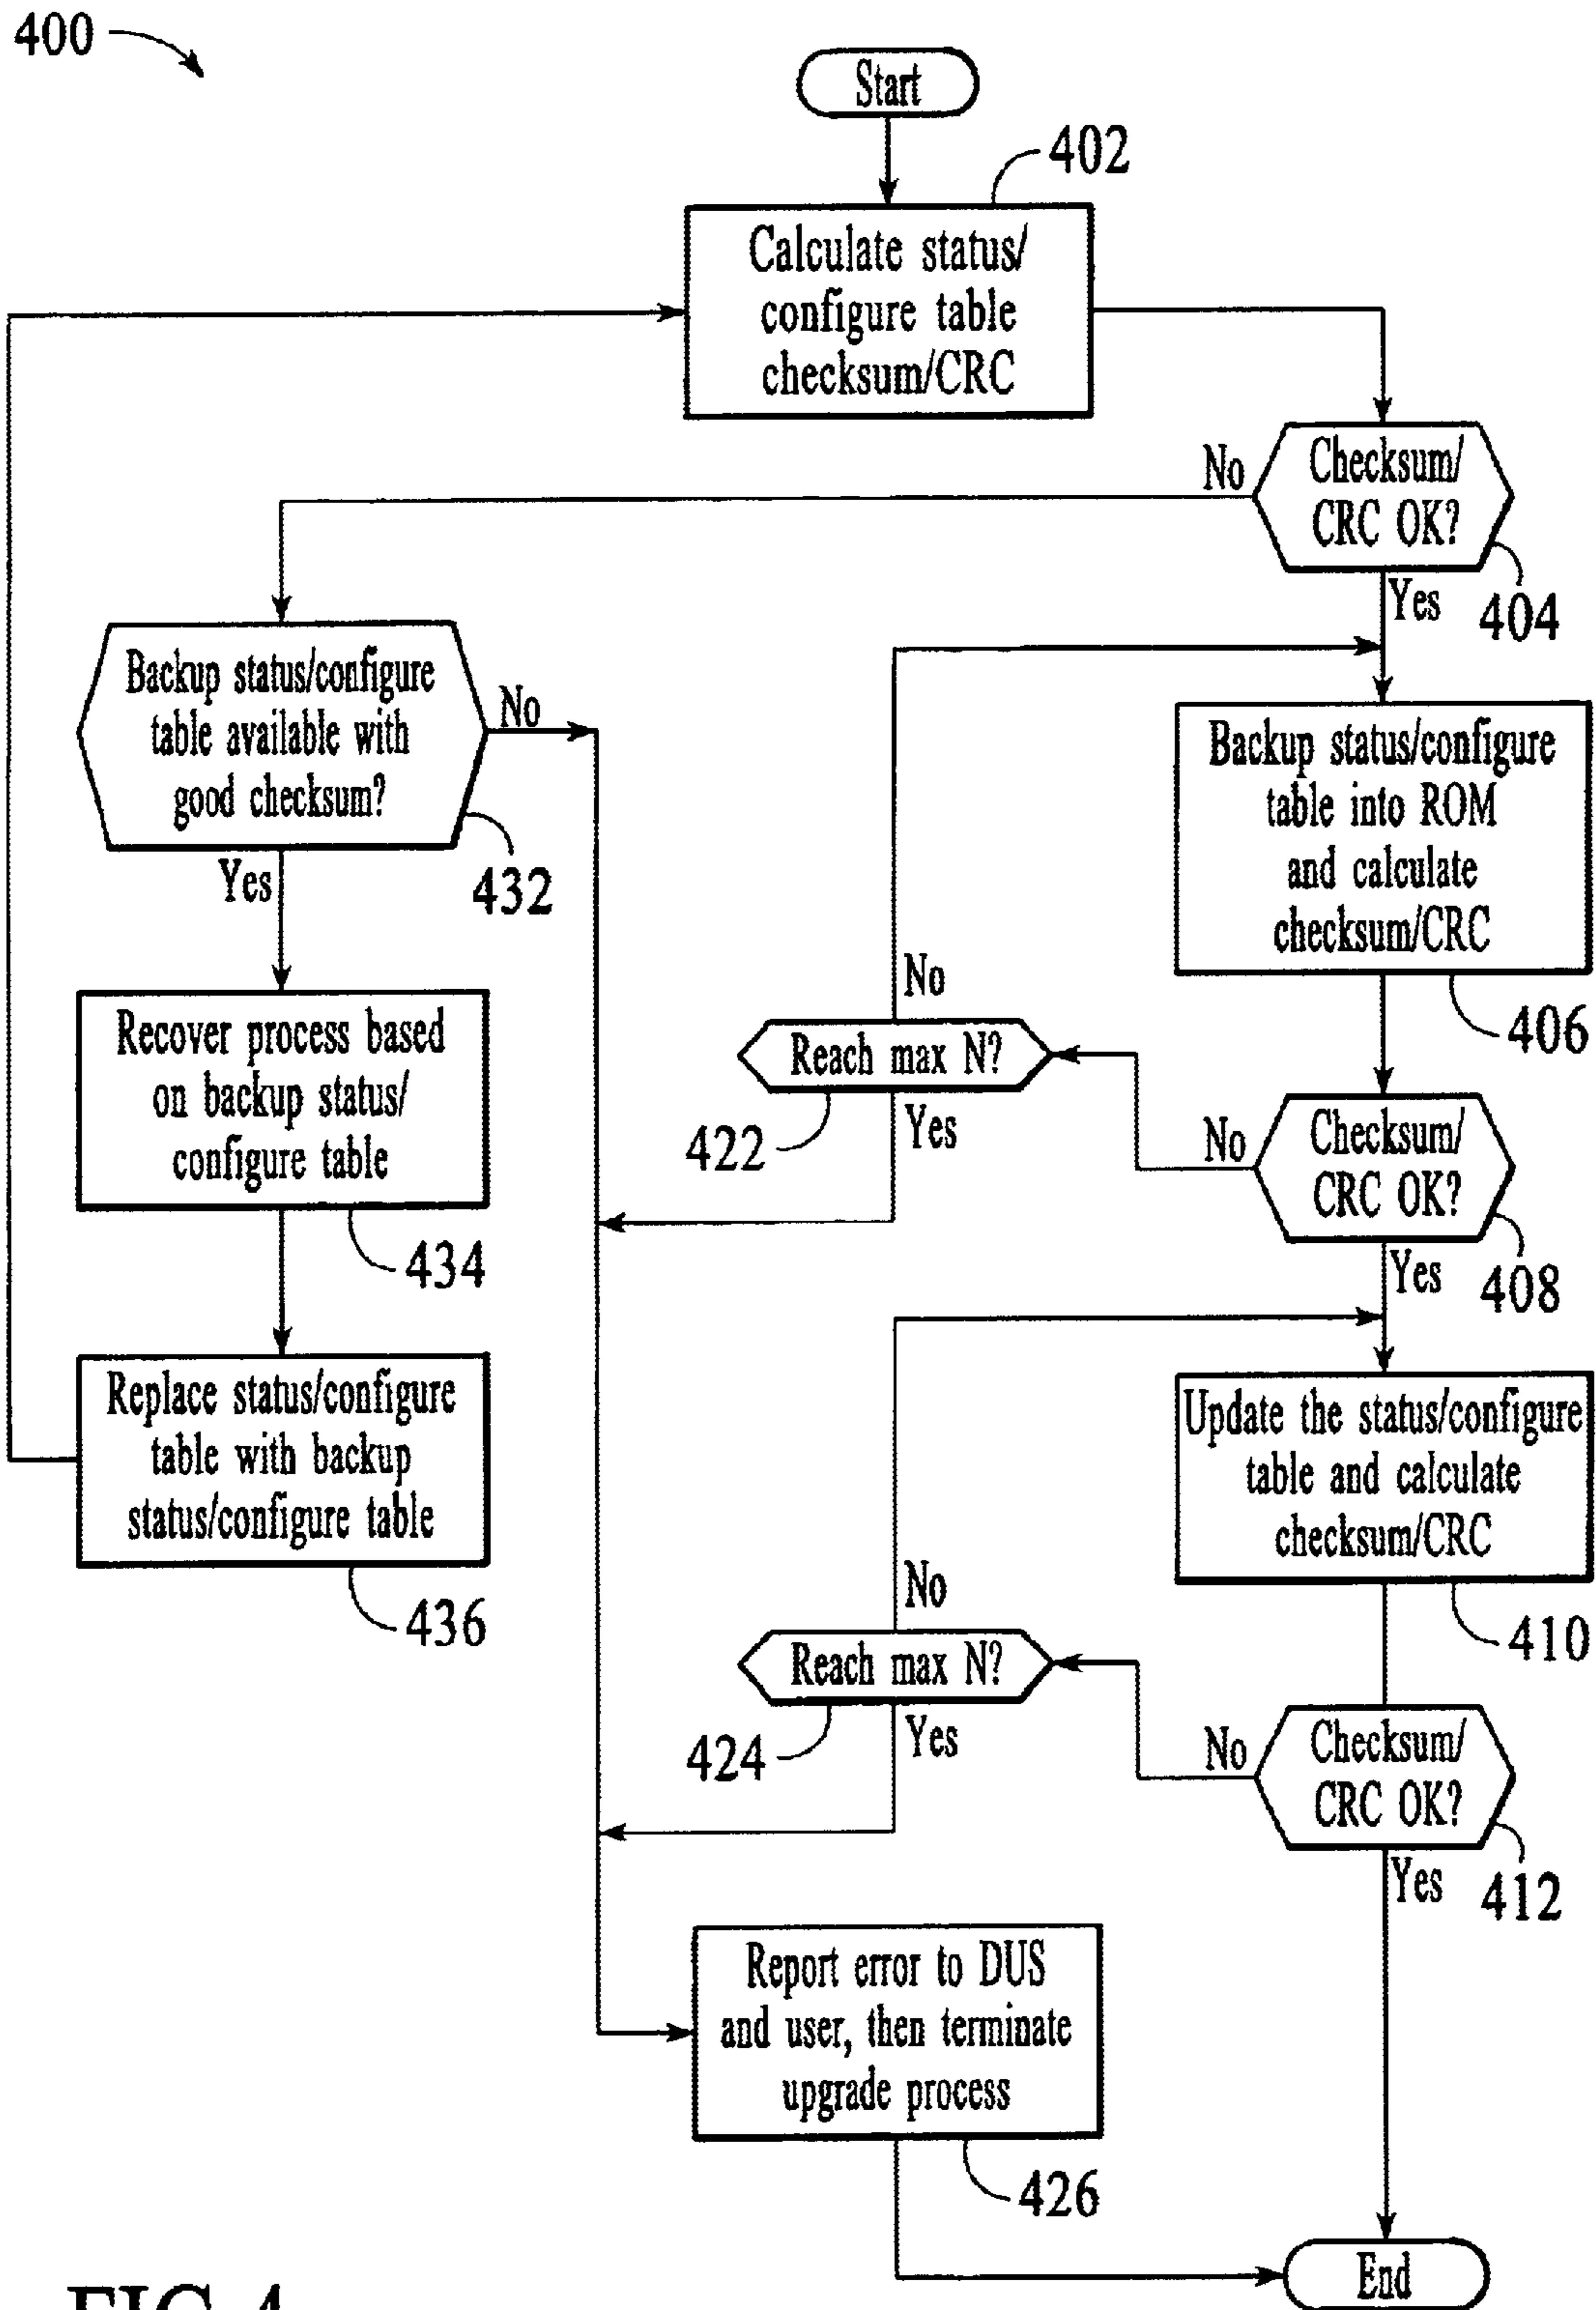 400
Start
402
Calculate status/
configure table
checksum/CRC
No
Checksum/
CRC OK?
404
Yes
Backup status/configure
table available with
good checksum?
No
432
Yes
Backup status/configure
table into ROM
and calculate
checksum/CRC
406
No
Reach max N?
422
Yes
Recover process based
on backup status/
configure table
434
No
Checksum/
CRC OK?
408
Yes
Replace status/configure
table with backup
status/configure table
436
Update the status/configure
table and calculate
checksum/CRC
410
No
Reach max N?
424
Yes
No
Checksum/
CRC OK?
412
Yes
Report error to DUS
and user, then terminate
upgrade process
426
End